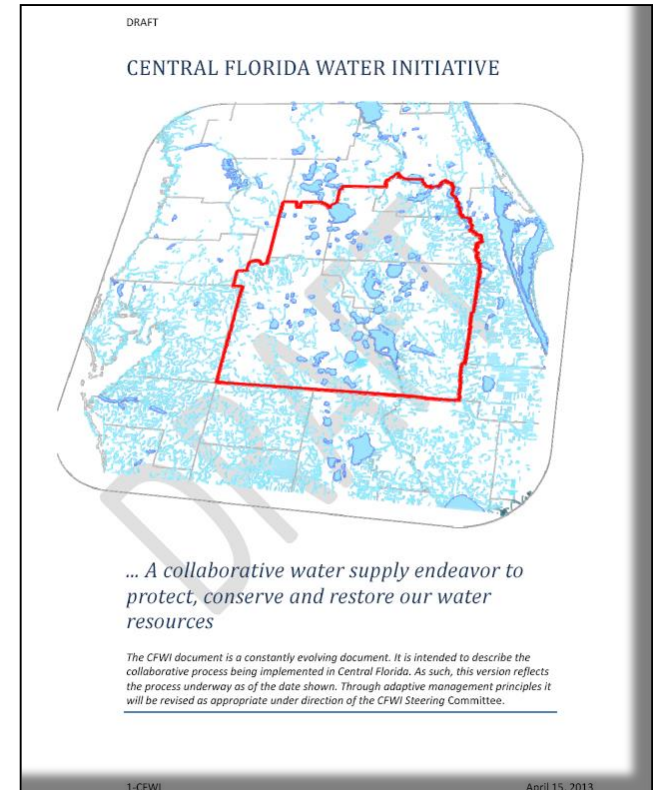 DRAFT
CENTRAL FLORIDA WATER INITIATIVE
DRAFT
... A collaborative water supply endeavor to
protect, conserve and restore our water
resources
The CFWI document is a constantly evolving document. It is intended to describe the
collaborative process being implemented in Central Florida. As such, this version reflects
the process underway as of the date shown. Through adaptive management principles it
will be revised as appropriate under direction of the CFWI Steering Committee.
1-CFWI April 15, 2013